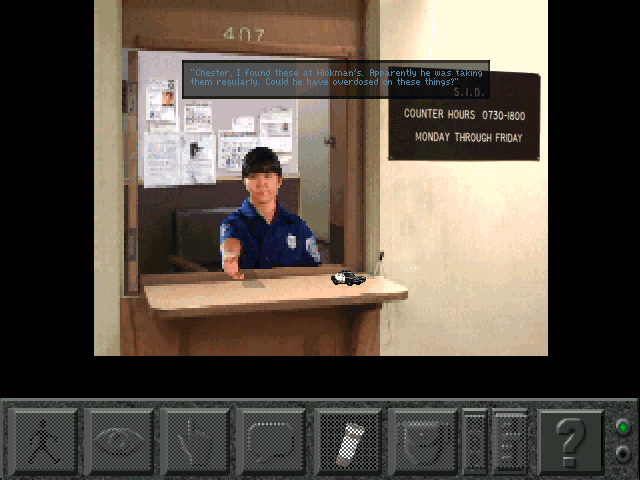 407
"Chester, I found these at Hickman's. Apparently he was taking
them regularly. Could he have overdosed on these things?"
S.I.D.
COUNTER HOURS 0730-1800
MONDAY THROUGH FRIDAY
?